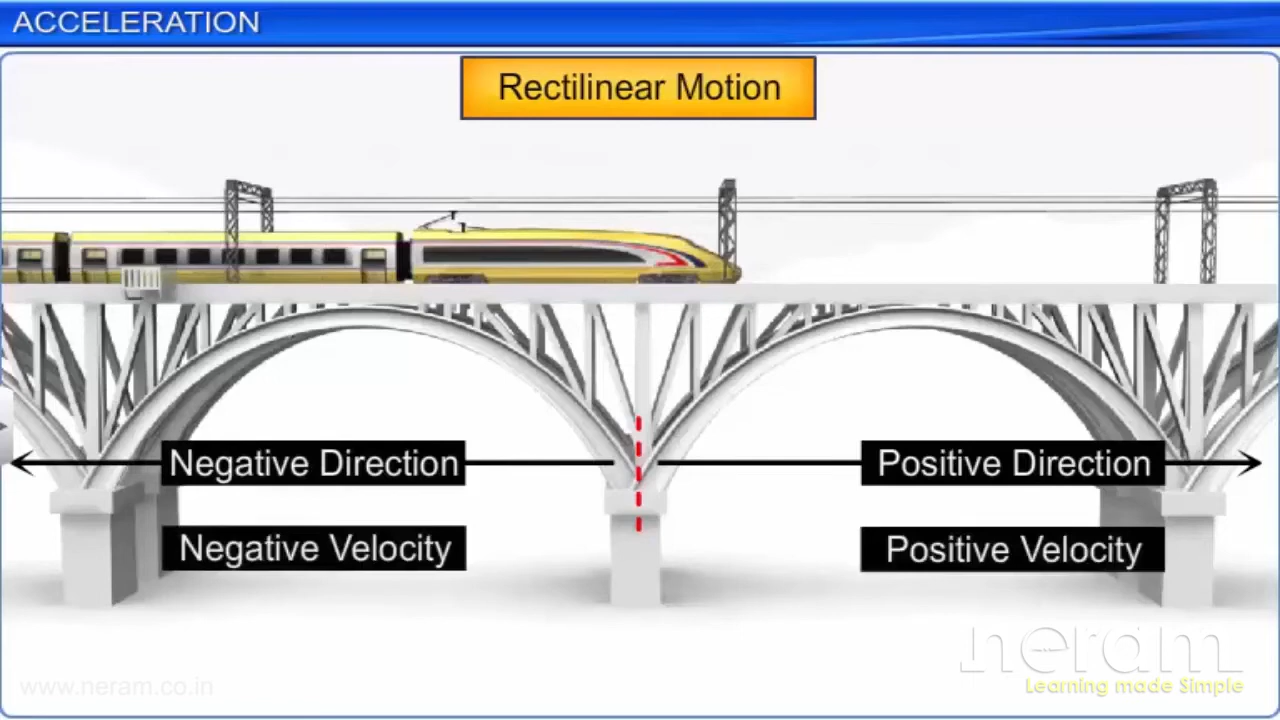 ACCELERATION
Rectilinear Motion
Negative Direction
Positive Direction
Negative Velocity
Positive Velocity
neram
Learning made Simple
www.neram.co.in